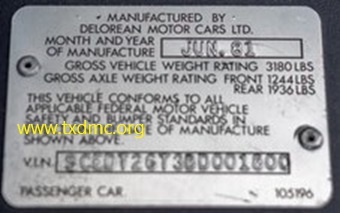 MANUFACTURED BY
DELOREAN MOTOR CARS LTD.
MONTH AND YEAR
OF MANUFACTURE JUN. 81
GROSS VEHICLE WEIGHT RATING 3180 LBS
GROSS AXLE WEIGHT RATING FRONT 1244 LBS
REAR 1936 LBS
THIS VEHICLE CONFORMS TO ALL
APPLICABLE FEDERAL MOTOR VEHICLE
SAFETY AND BUMPER STANDARDS IN
www.txdmc.org
OF MANUFACTURE
SHOWN ABOVE.
V.I.N.
PASSENGER CAR 105196